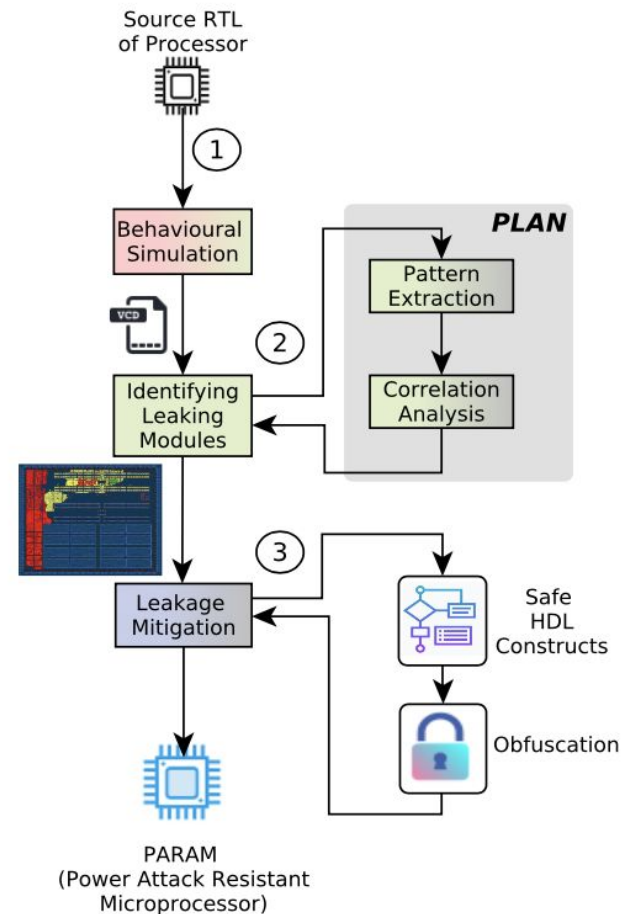 Source RTL
of Processor
1
Behavioural
Simulation
VCD
2
PLAN
Pattern
Extraction
Identifying
Leaking
Modules
Correlation
Analysis
3
Leakage
Mitigation
Safe
HDL
Constructs
Obfuscation
PARAM
(Power Attack Resistant
Microprocessor)